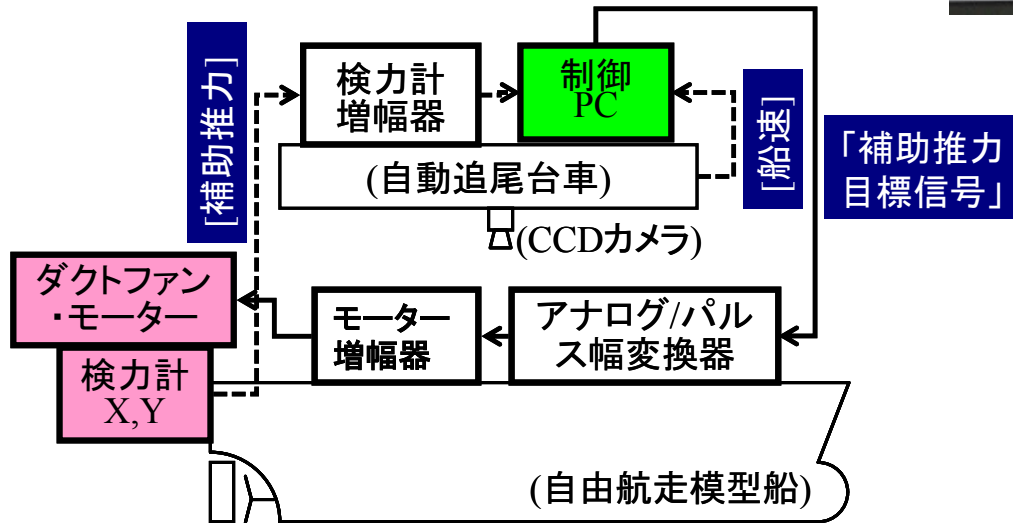 [補助推力]
検力計
増幅器
制御
PC
[船速]
「補助推力
目標信号」
(自動追尾台車)
(CCDカメラ)
ダクトファン
・モーター
モーター
増幅器
アナログ/パル
ス幅変換器
検力計
X,Y
(自由航走模型船)